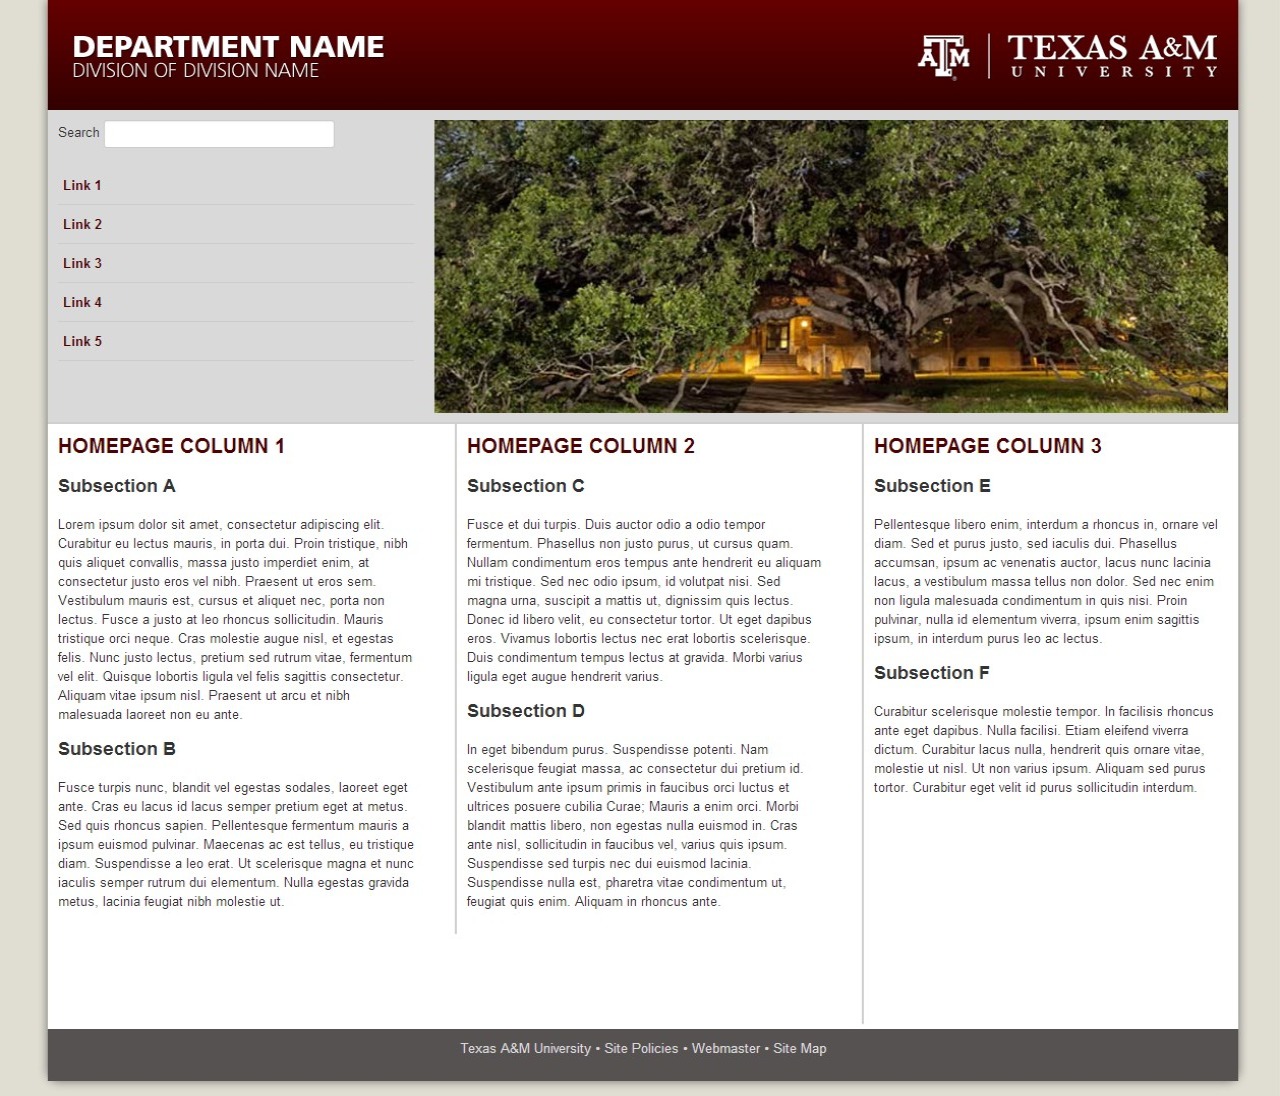 DEPARTMENT NAME
DIVISION OF DIVISION NAME
ATM
®
TEXAS A&M
UNIVERSITY
Search
Link 1
Link 2
Link 3
Link 4
Link 5
HOMEPAGE COLUMN 1
Subsection A
Lorem ipsum dolor sit amet, consectetur adipiscing elit.
Curabitur eu lectus mauris, in porta dui. Proin tristique, nibh
quis aliquet convallis, massa justo imperdiet enim, at
consectetur justo eros vel nibh. Praesent ut eros sem.
Vestibulum mauris est, cursus et aliquet nec, porta non
lectus. Fusce a justo at leo rhoncus sollicitudin. Mauris
tristique orci neque. Cras molestie augue nisl, et egestas
felis. Nunc justo lectus, pretium sed rutrum vitae, fermentum
vel elit. Quisque lobortis ligula vel felis sagittis consectetur.
Aliquam vitae ipsum nisl. Praesent ut arcu et nibh
malesuada laoreet non eu ante.
Subsection B
Fusce turpis nunc, blandit vel egestas sodales, laoreet eget
ante. Cras eu lacus id lacus semper pretium eget at metus.
Sed quis rhoncus sapien. Pellentesque fermentum mauris a
ipsum euismod pulvinar. Maecenas ac est tellus, eu tristique
diam. Suspendisse a leo erat. Ut scelerisque magna et nunc
iaculis semper rutrum dui elementum. Nulla egestas gravida
metus, lacinia feugiat nibh molestie ut.
HOMEPAGE COLUMN 2
Subsection C
Fusce et dui turpis. Duis auctor odio a odio tempor
fermentum. Phasellus non justo purus, ut cursus quam.
Nullam condimentum eros tempus ante hendrerit eu aliquam
mi tristique. Sed nec odio ipsum, id volutpat nisi. Sed
magna urna, suscipit a mattis ut, dignissim quis lectus.
Donec id libero velit, eu consectetur tortor. Ut eget dapibus
eros. Vivamus lobortis lectus nec erat lobortis scelerisque.
Duis condimentum tempus lectus at gravida. Morbi varius
ligula eget augue hendrerit varius.
Subsection D
In eget bibendum purus. Suspendisse potenti. Nam
scelerisque feugiat massa, ac consectetur dui pretium id.
Vestibulum ante ipsum primis in faucibus orci luctus et
ultrices posuere cubilia Curae; Mauris a enim orci. Morbi
blandit mattis libero, non egestas nulla euismod in. Cras
ante nisl, sollicitudin in faucibus vel, varius quis ipsum.
Suspendisse sed turpis nec dui euismod lacinia.
Suspendisse nulla est, pharetra vitae condimentum ut,
feugiat quis enim. Aliquam in rhoncus ante.
HOMEPAGE COLUMN 3
Subsection E
Pellentesque libero enim, interdum a rhoncus in, ornare vel
diam. Sed et purus justo, sed iaculis dui. Phasellus
accumsan, ipsum ac venenatis auctor, lacus nunc lacinia
lacus, a vestibulum massa tellus non dolor. Sed nec enim
non ligula malesuada condimentum in quis nisi. Proin
pulvinar, nulla id elementum viverra, ipsum enim sagittis
ipsum, in interdum purus leo ac lectus.
Subsection F
Curabitur scelerisque molestie tempor. In facilisis rhoncus
ante eget dapibus. Nulla facilisi. Etiam eleifend viverra
dictum. Curabitur lacus nulla, hendrerit quis ornare vitae,
molestie ut nisl. Ut non varius ipsum. Aliquam sed purus
tortor. Curabitur eget velit id purus sollicitudin interdum.
Texas A&M University • Site Policies • Webmaster • Site Map